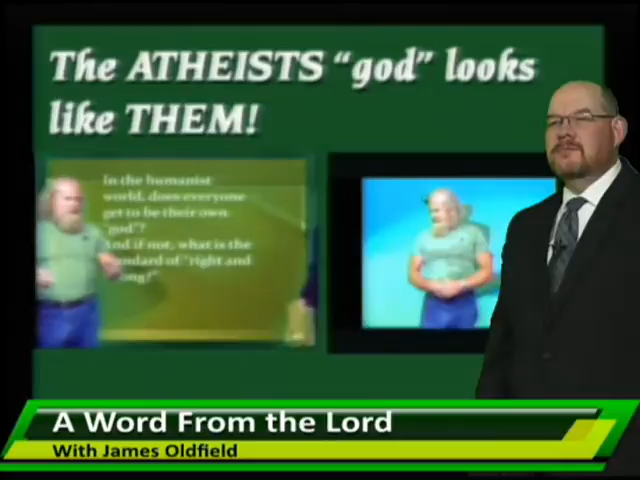 The ATHEISTS "god" looks
like THEM!
In the humanist
world, does everyone
get to be their own
"god"?
And if not, what is the
standard of "right and
wrong?"
A Word From the Lord
With James Oldfield